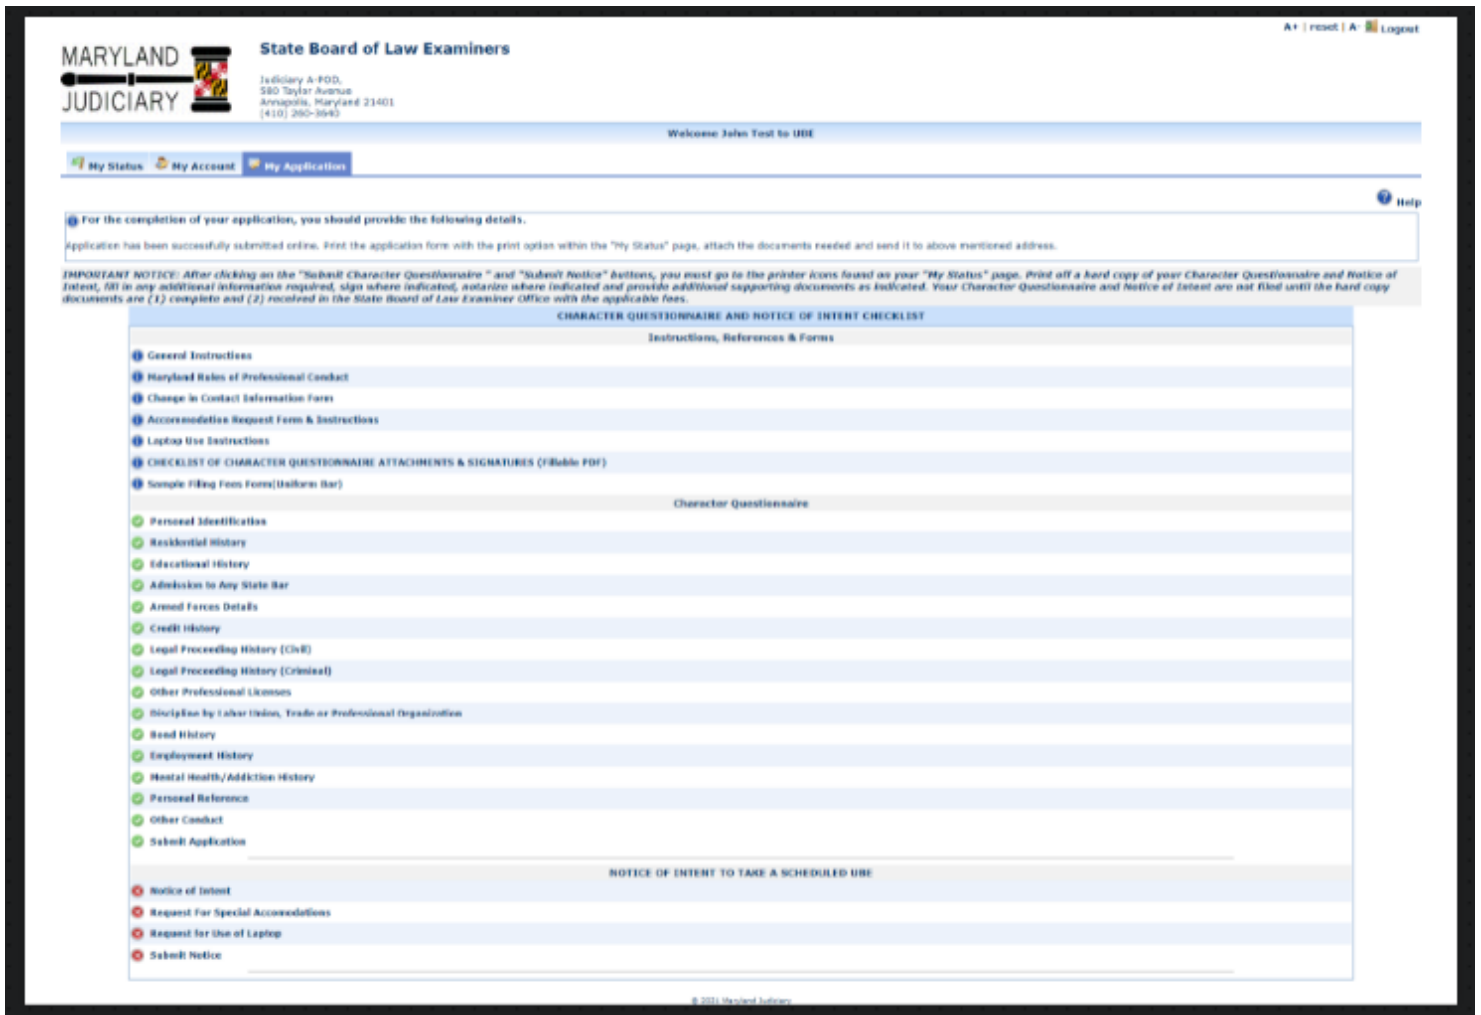 A+ | reset | A- Logout
MARYLAND
JUDICIARY
State Board of Law Examiners
Judiciary A-POD,
580 Taylor Avenue
Annapolis, Maryland 21401
(410) 260-3640
Welcome John Test to UBE
My Status My Account My Application
Help
For the completion of your application, you should provide the following details.
Application has been successfully submitted online. Print the application form with the print option within the "My Status" page, attach the documents needed and send it to above mentioned address.
IMPORTANT NOTICE: After clicking on the "Submit Character Questionnaire " and "Submit Notice" buttons, you must go to the printer icons found on your "My Status" page. Print off a hard copy of your Character Questionnaire and Notice of
Intent, fill in any additional information required, sign where indicated, notarize where indicated and provide additional supporting documents as indicated. Your Character Questionnaire and Notice of Intent are not filed until the hard copy
documents are (1) complete and (2) received in the State Board of Law Examiner Office with the applicable fees.
CHARACTER QUESTIONNAIRE AND NOTICE OF INTENT CHECKLIST
Instructions, References & Forms
General Instructions
Maryland Rules of Professional Conduct
Change in Contact Information Form
Accommodation Request Form & Instructions
Laptop Use Instructions
CHECKLIST OF CHARACTER QUESTIONNAIRE ATTACHMENTS & SIGNATURES (Fillable PDF)
Sample Filing Fees Form(Uniform Bar)
Character Questionnaire
Personal Identification
Residential History
Educational History
Admission to Any State Bar
Armed Forces Details
Credit History
Legal Proceeding History (Civil)
Legal Proceeding History (Criminal)
Other Professional Licenses
Discipline by Labor Union, Trade or Professional Organization
Bond History
Employment History
Mental Health/Addiction History
Personal Reference
Other Conduct
Submit Application
NOTICE OF INTENT TO TAKE A SCHEDULED UBE
Notice of Intent
Request For Special Accomodations
Request for Use of Laptop
Submit Notice
© 2021 Maryland Judiciary